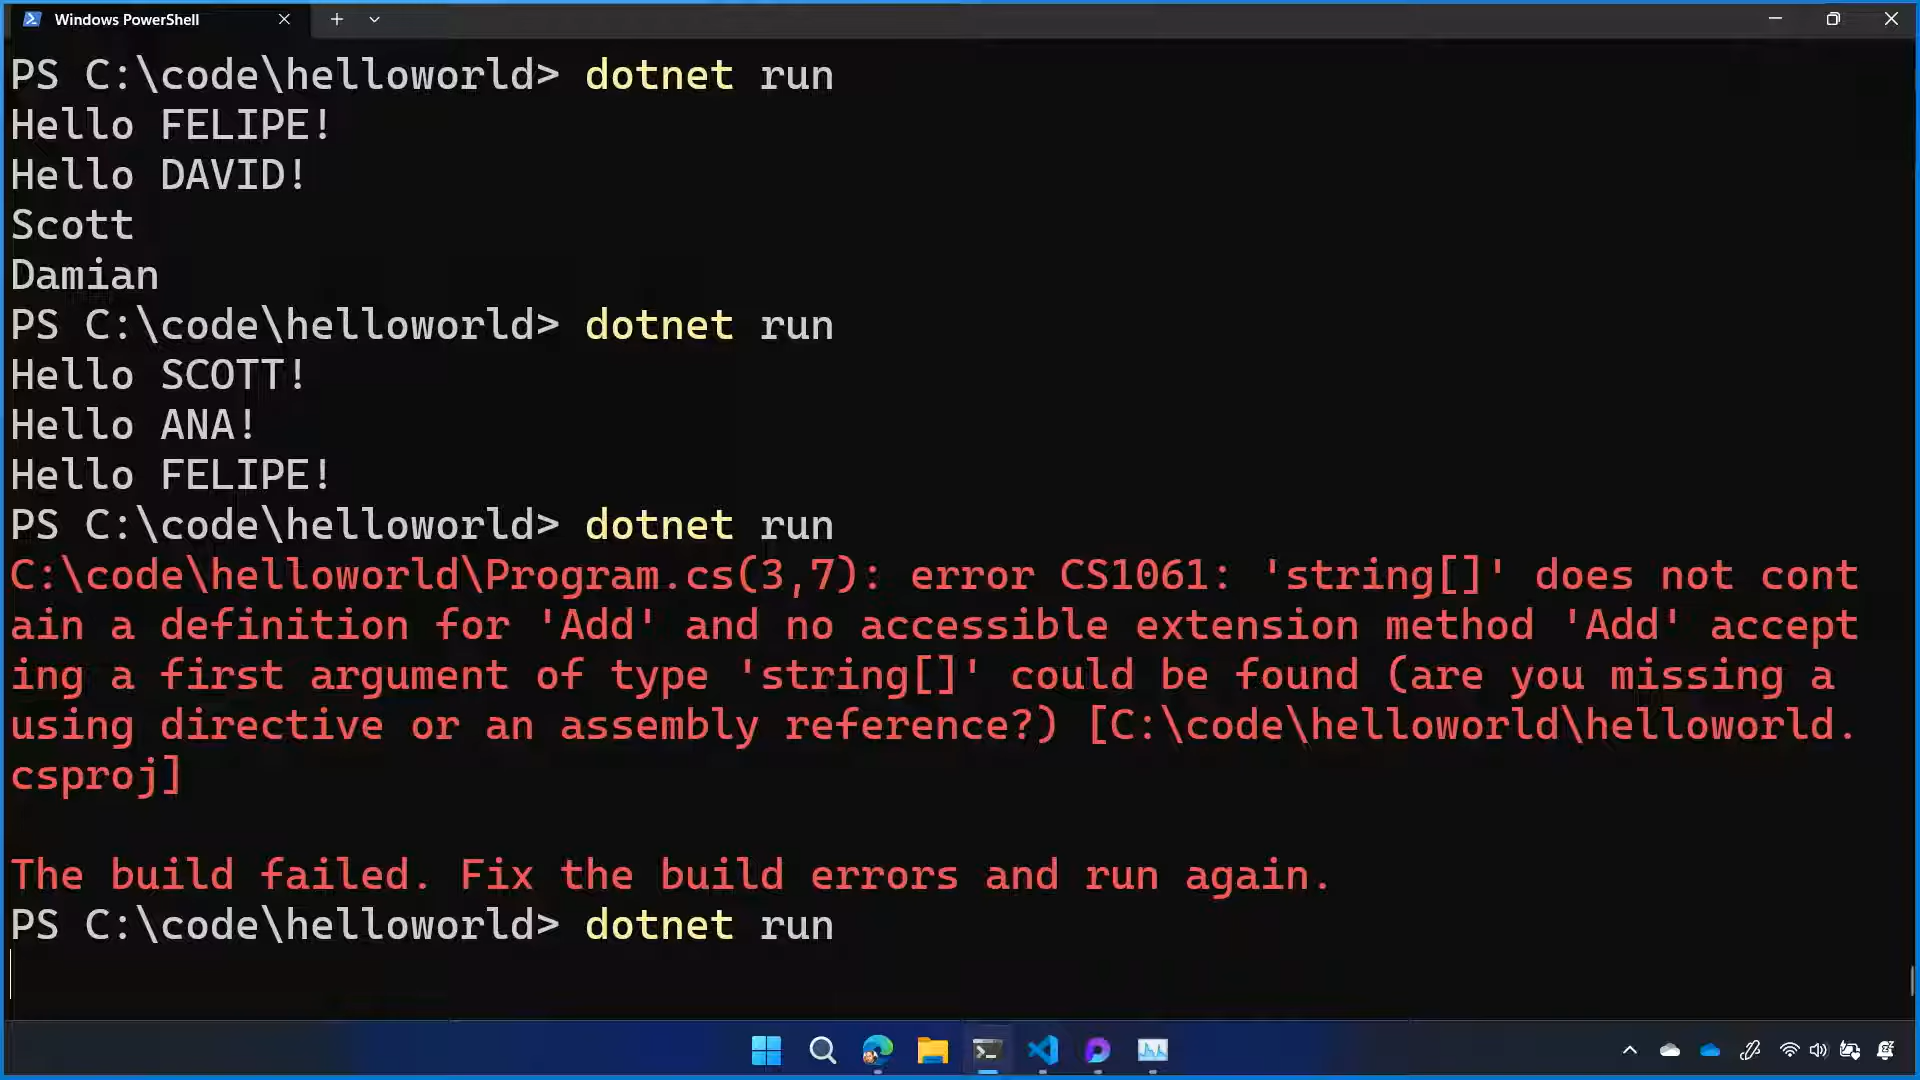 Windows PowerShell
PS C:\code\helloworld> dotnet run
Hello FELIPE!
Hello DAVID!
Scott
Damian
PS C:\code\helloworld> dotnet run
Hello SCOTT!
Hello ANA!
Hello FELIPE!
PS C:\code\helloworld> dotnet run
C:\code\helloworld\Program.cs(3,7): error CS1061: 'string[]' does not cont
ain a definition for 'Add' and no accessible extension method 'Add' accept
ing a first argument of type 'string[]' could be found (are you missing a
using directive or an assembly reference?) [C:\code\helloworld\helloworld.
csproj]
The build failed. Fix the build errors and run again.
PS C:\code\helloworld> dotnet run